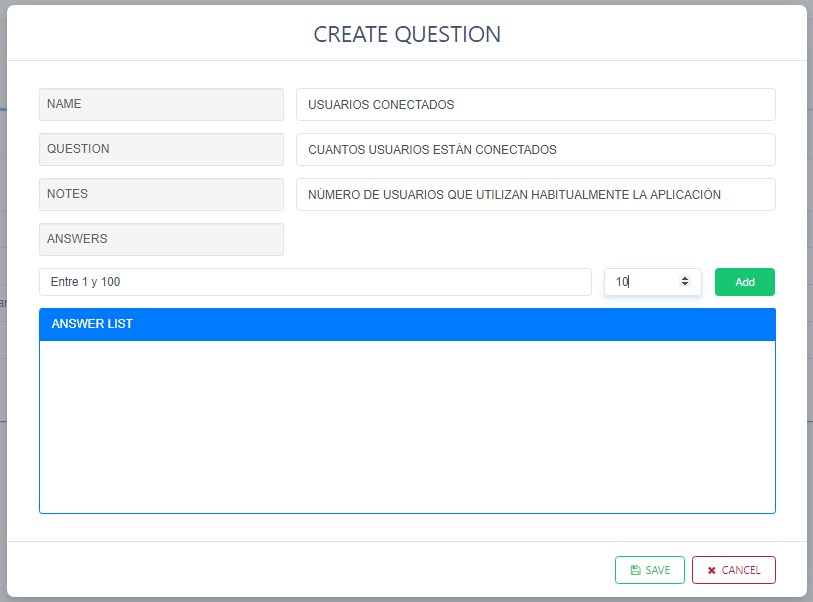 CREATE QUESTION
NAME USUARIOS CONECTADOS
QUESTION CUANTOS USUARIOS ESTÁN CONECTADOS
NOTES NÚMERO DE USUARIOS QUE UTILIZAN HABITUALMENTE LA APLICACIÓN
ANSWERS
Entre 1 y 100 10 Add
ANSWER LIST
SAVE CANCEL